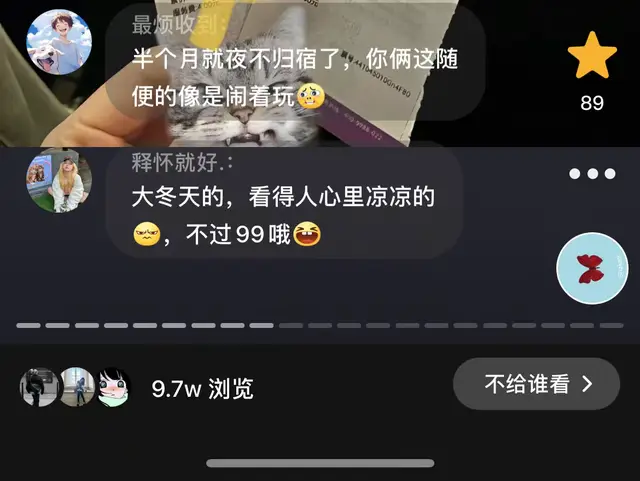 最烦收到：
半个月就夜不归宿了，你俩这随
便的像是闹着玩😨
89
释怀就好.：
大冬天的，看得人心里凉凉的
😒，不过99哦😆
9.7w 浏览
不给谁看 >